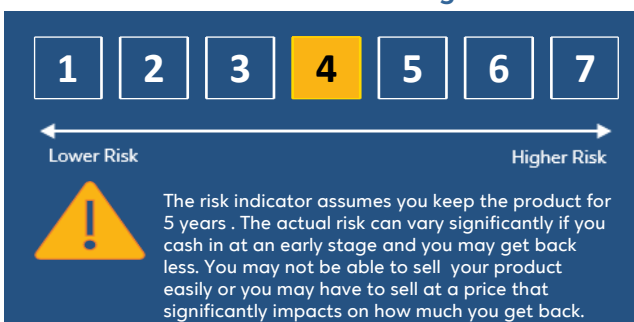 1 2 3 4 5 6 7
Lower Risk Higher Risk
The risk indicator assumes you keep the product for
5 years . The actual risk can vary significantly if you
cash in at an early stage and you may get back
less. You may not be able to sell your product
easily or you may have to sell at a price that
significantly impacts on how much you get back.